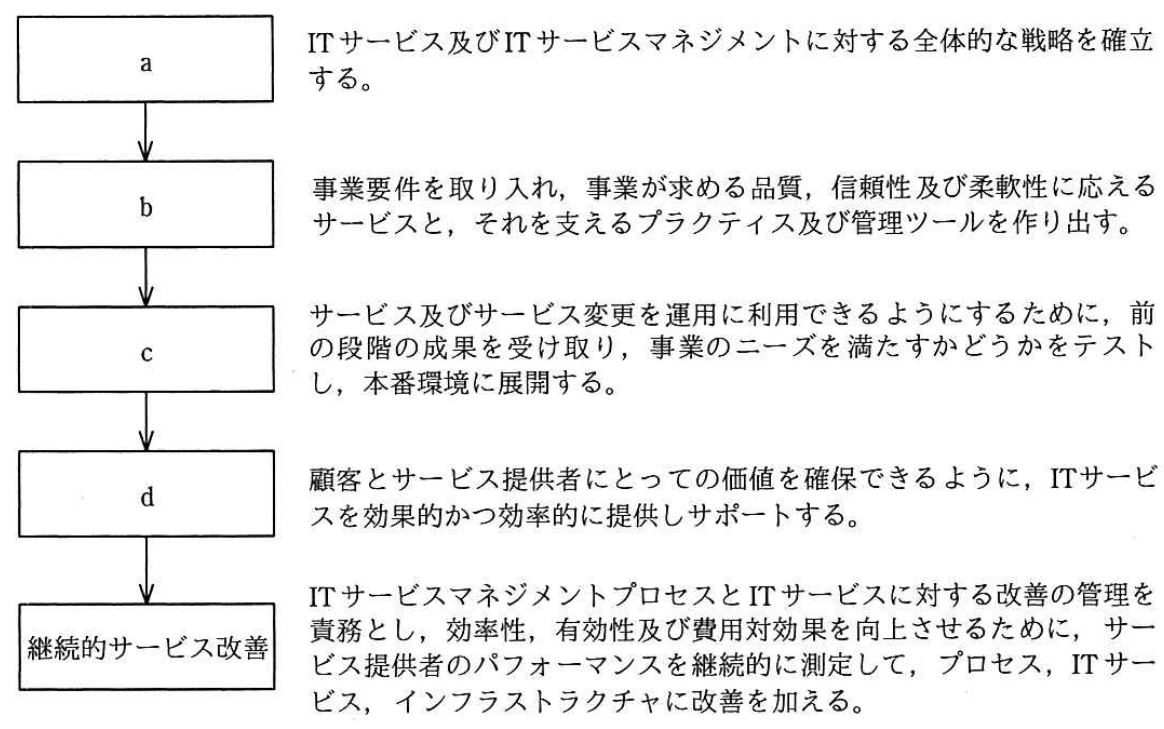 a
ITサービス及びITサービスマネジメントに対する全体的な戦略を確立
する。
b
事業要件を取り入れ，事業が求める品質，信頼性及び柔軟性に応える
サービスと，それを支えるプラクティス及び管理ツールを作り出す。
c
サービス及びサービス変更を運用に利用できるようにするために，前
の段階の成果を受け取り，事業のニーズを満たすかどうかをテスト
し，本番環境に展開する。
d
顧客とサービス提供者にとっての価値を確保できるように，ITサービ
スを効果的かつ効率的に提供しサポートする。
継続的サービス改善
ITサービスマネジメントプロセスとITサービスに対する改善の管理を
責務とし，効率性，有効性及び費用対効果を向上させるために，サー
ビス提供者のパフォーマンスを継続的に測定して，プロセス，ITサー
ビス，インフラストラクチャに改善を加える。